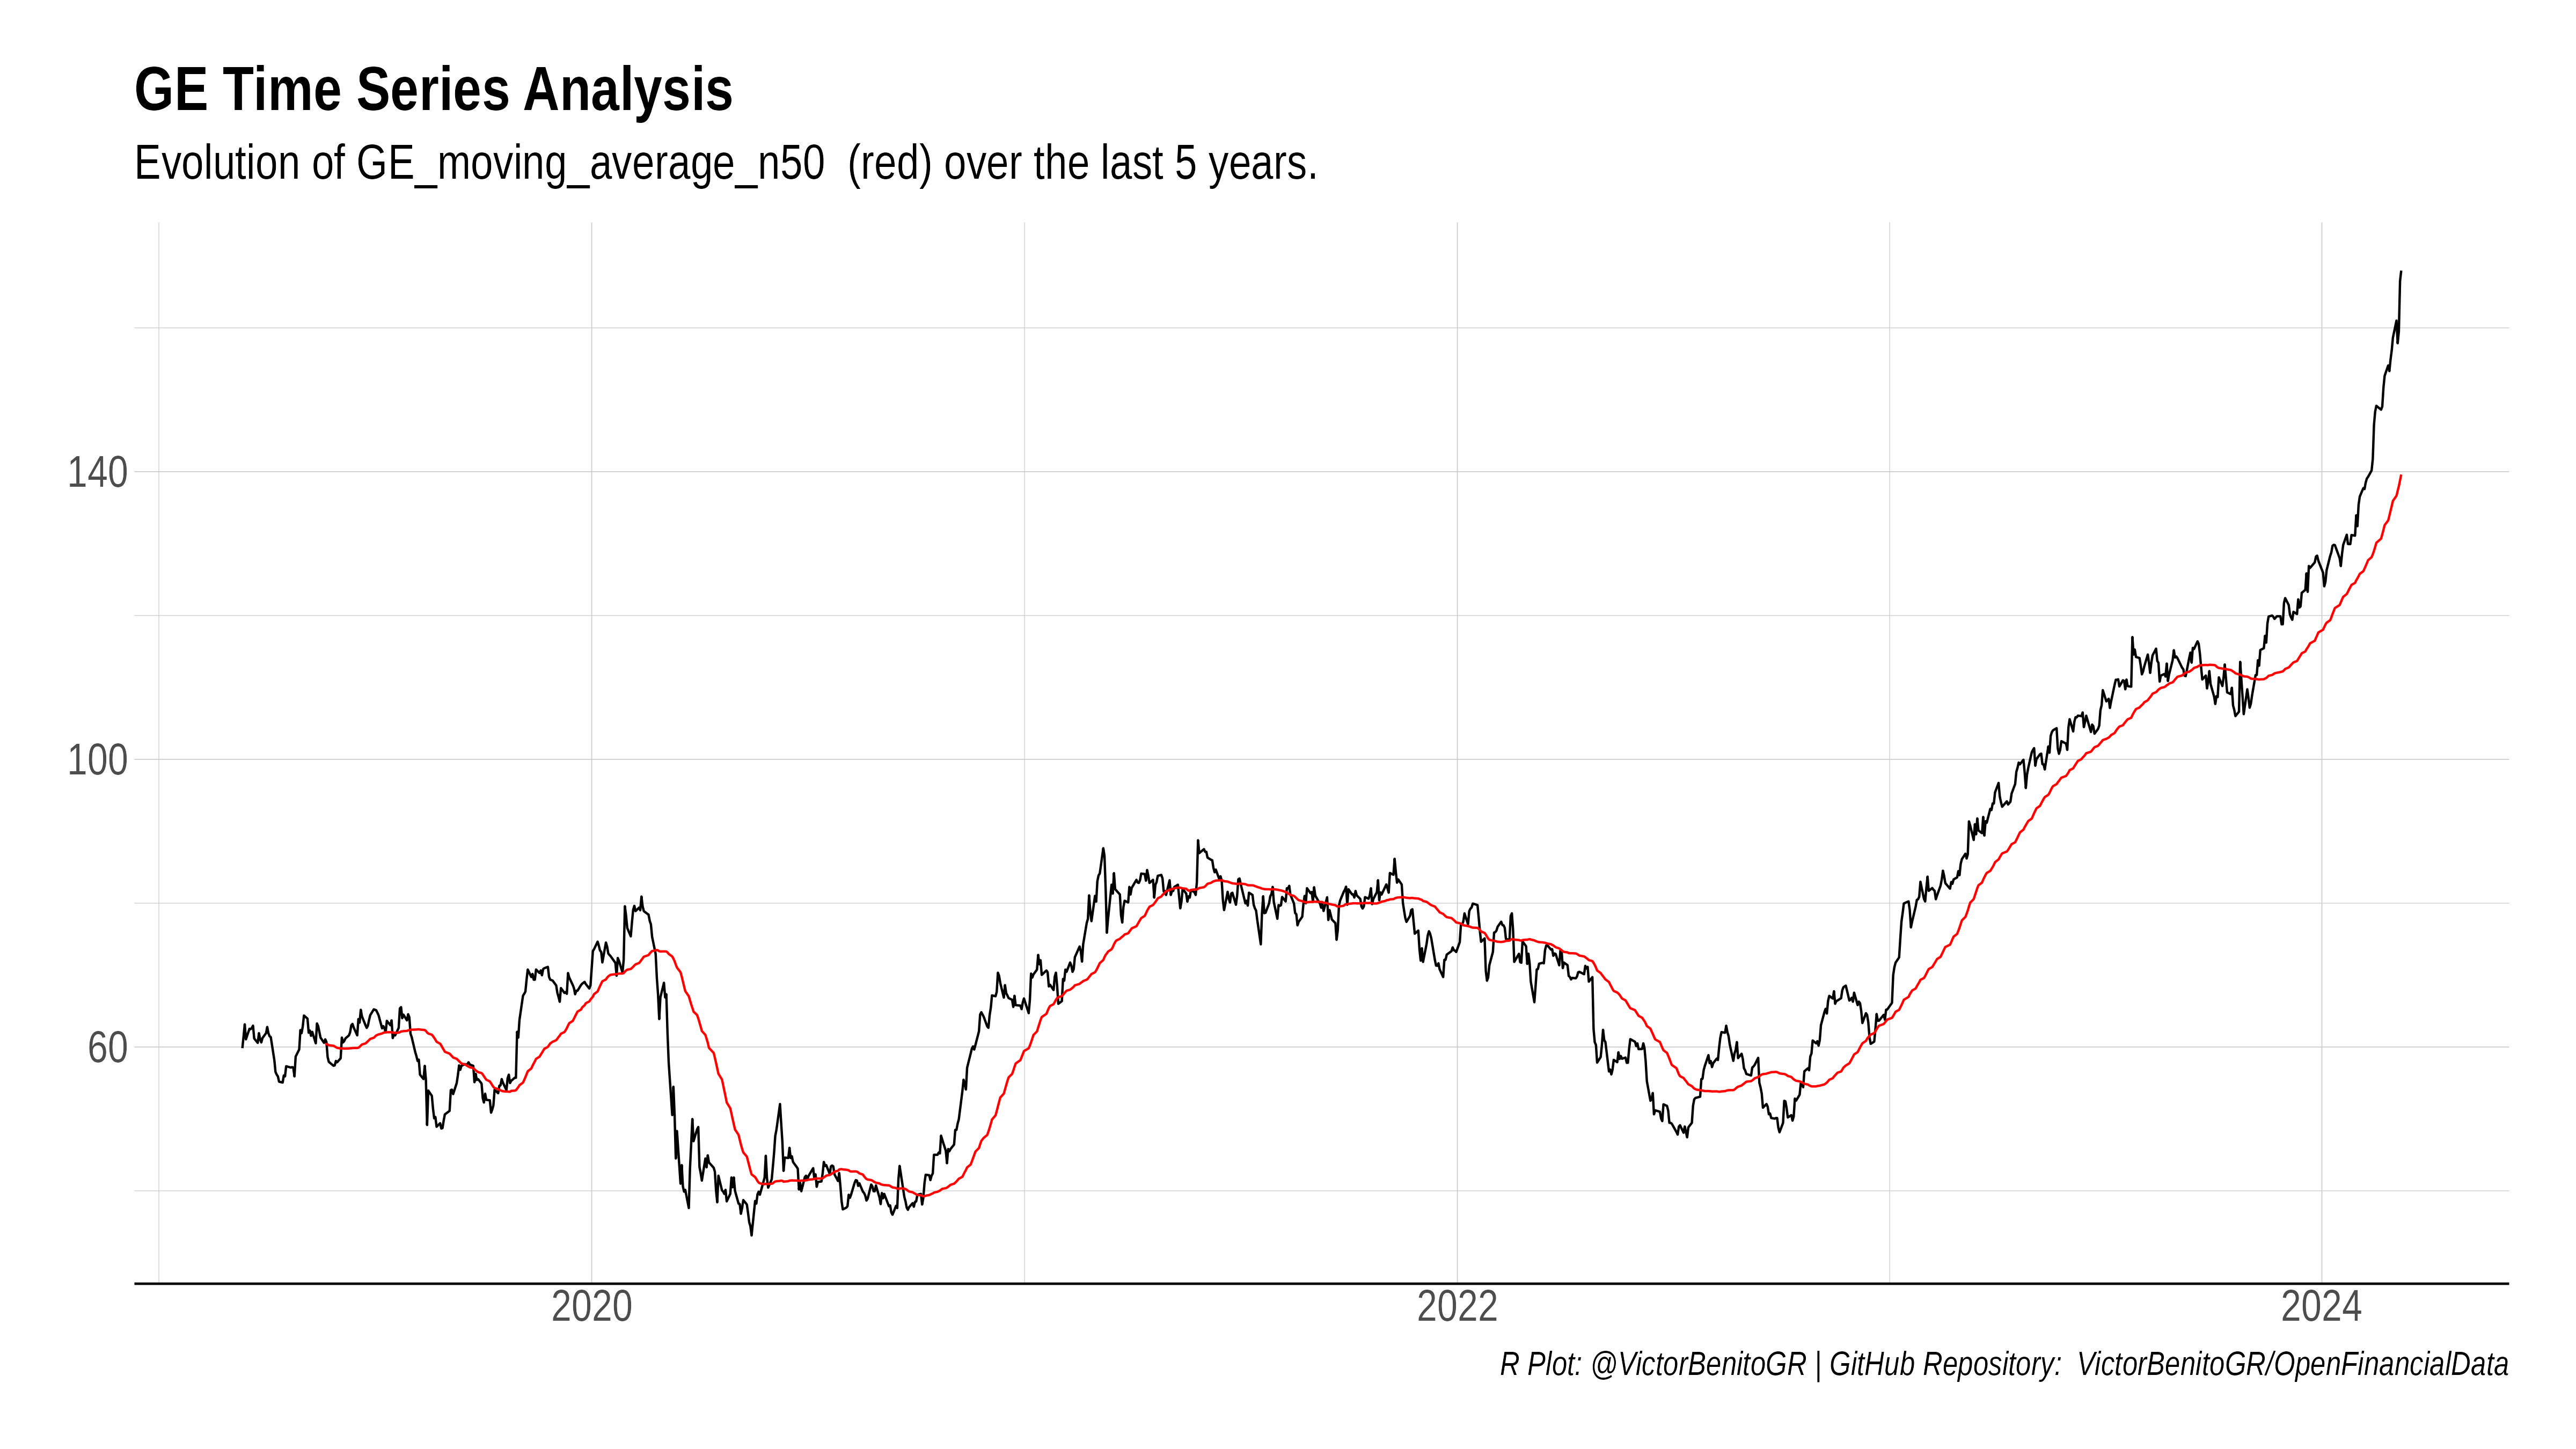 GE Time Series Analysis
Evolution of GE_moving_average_n50  (red) over the last 5 years.
140
100
60
2020 2022 2024
R Plot: @VictorBenitoGR | GitHub Repository:  VictorBenitoGR/OpenFinancialData